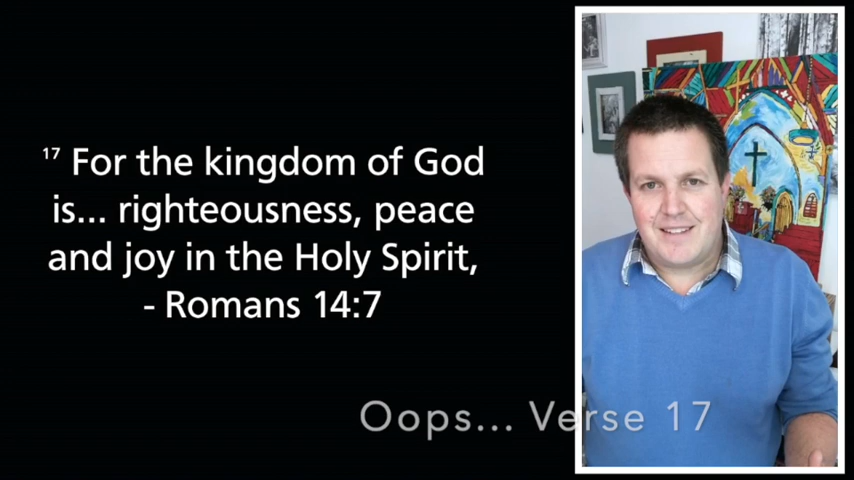 17 For the kingdom of God
is... righteousness, peace
and joy in the Holy Spirit,
- Romans 14:7
Oops... Verse 17